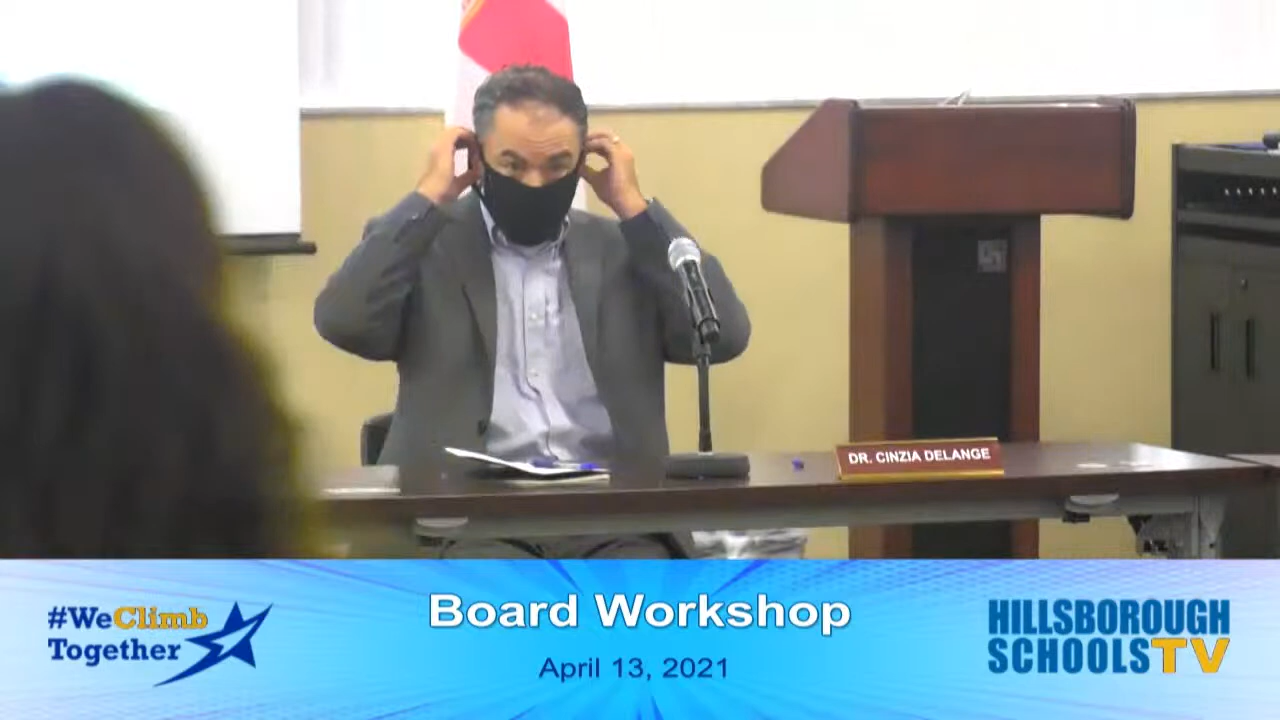 DR. CINZIA DELANGE
#WeClimb
Together
Board Workshop
April 13, 2021
HILLSBOROUGH
SCHOOLSTV